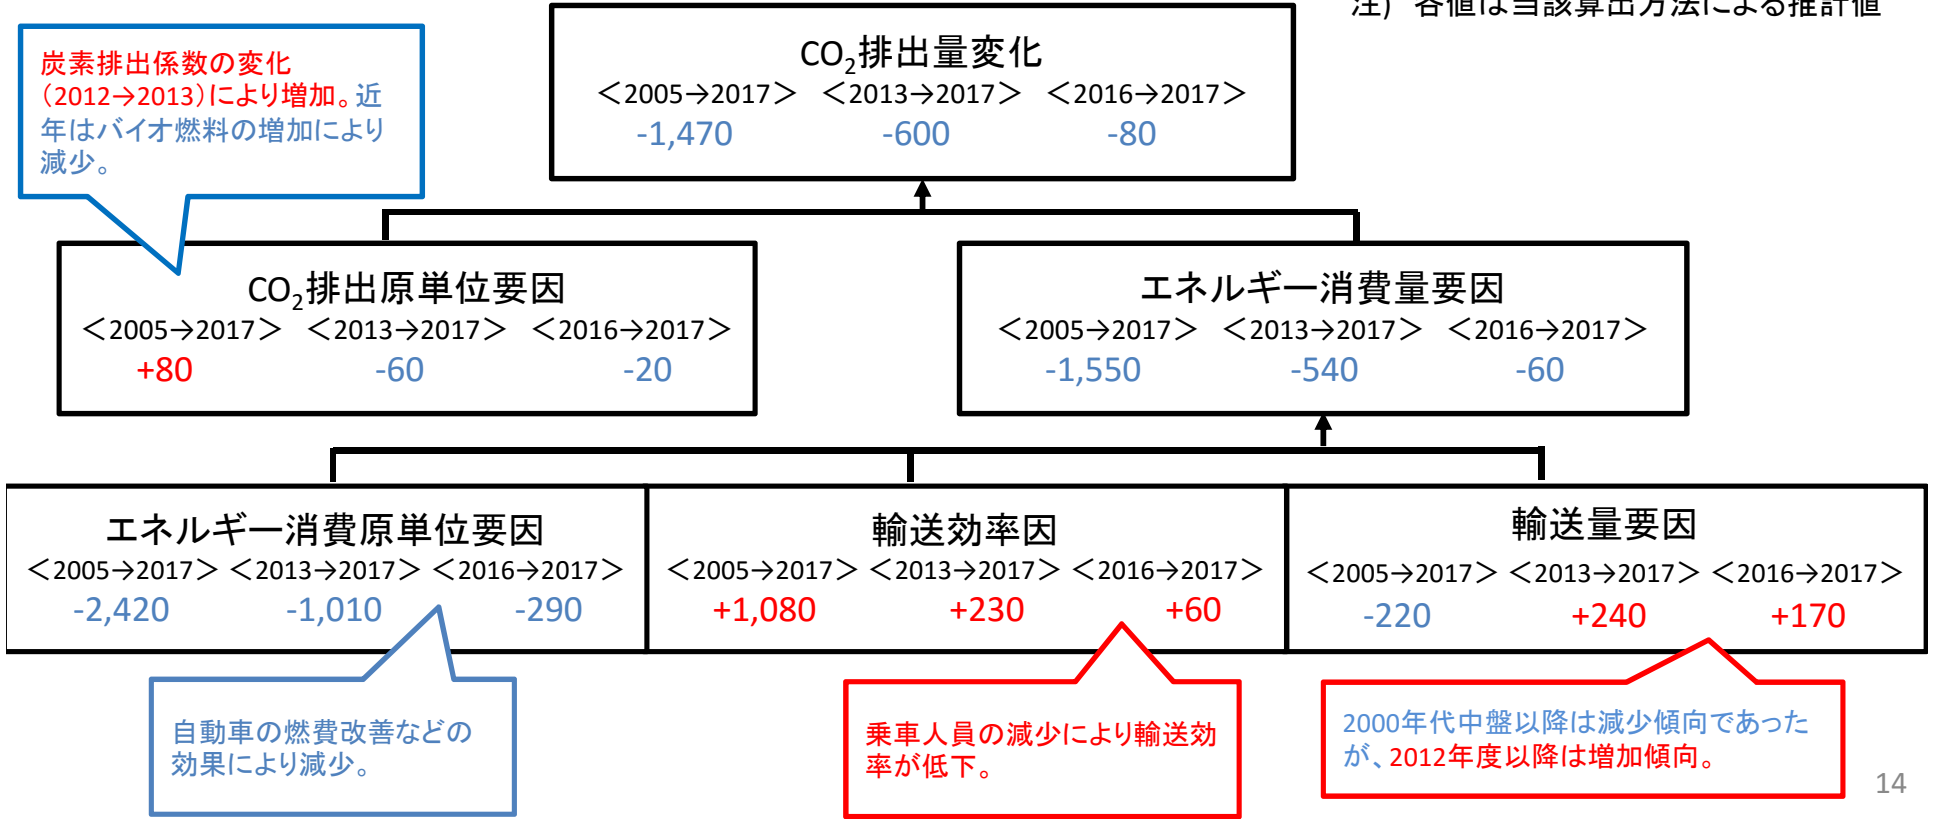 注) 各値は当該算出方法による推計値
CO₂排出量変化
＜2005→2017＞ ＜2013→2017＞ ＜2016→2017＞
-1,470 -600 -80
炭素排出係数の変化
（2012→2013）により増加。近
年はバイオ燃料の増加により
減少。
CO₂排出原単位要因
＜2005→2017＞ ＜2013→2017＞ ＜2016→2017＞
+80 -60 -20
エネルギー消費量要因
＜2005→2017＞ ＜2013→2017＞ ＜2016→2017＞
-1,550 -540 -60
エネルギー消費原単位要因
＜2005→2017＞ ＜2013→2017＞ ＜2016→2017＞
-2,420 -1,010 -290
輸送効率因
＜2005→2017＞ ＜2013→2017＞ ＜2016→2017＞
+1,080 +230 +60
輸送量要因
＜2005→2017＞ ＜2013→2017＞ ＜2016→2017＞
-220 +240 +170
自動車の燃費改善などの
効果により減少。
乗車人員の減少により輸送効
率が低下。
2000年代中盤以降は減少傾向であった
が、2012年度以降は増加傾向。
14